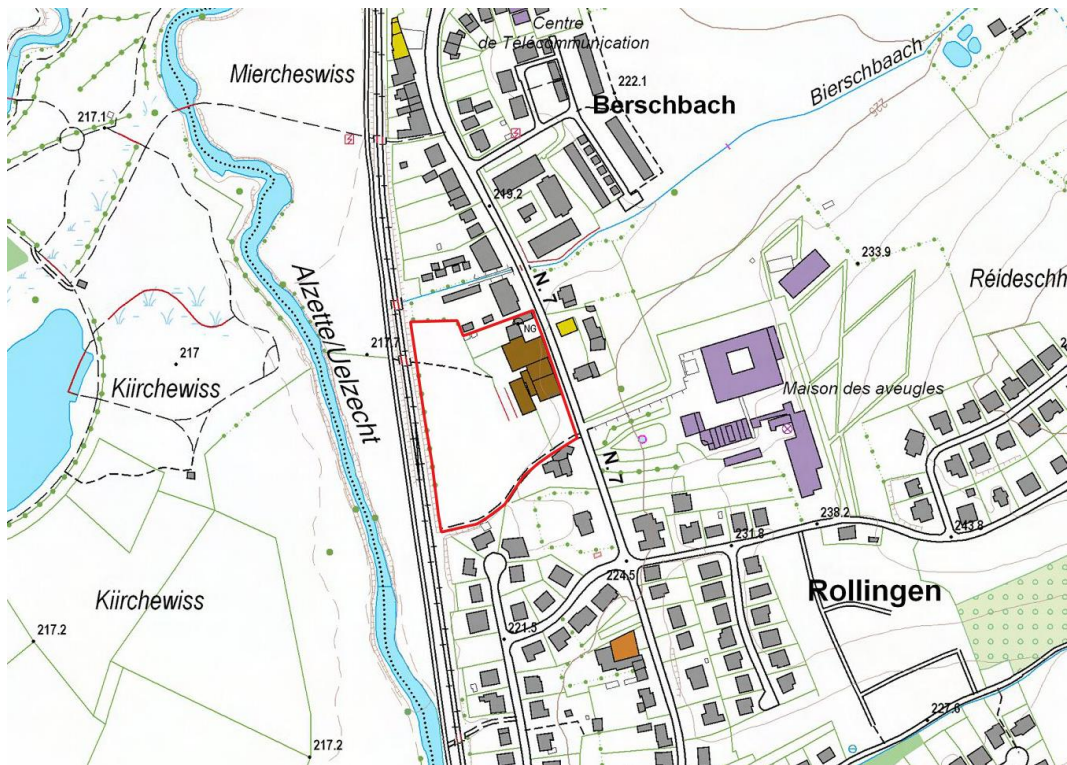 Centre
de Télécommunication
Miercheswiss
222.1
Berschbach
Bierschbaach
226
217.1
219.2
233.9
Réideschh
N. 7
Alzette/Uelzecht
217.7
NG
217
Kiirchewiss
Maison des aveugles
N. 7
238.2
231.8
243.8
224.5
Rollingen
Kiirchewiss
221.5
217.2
227.6
217.2